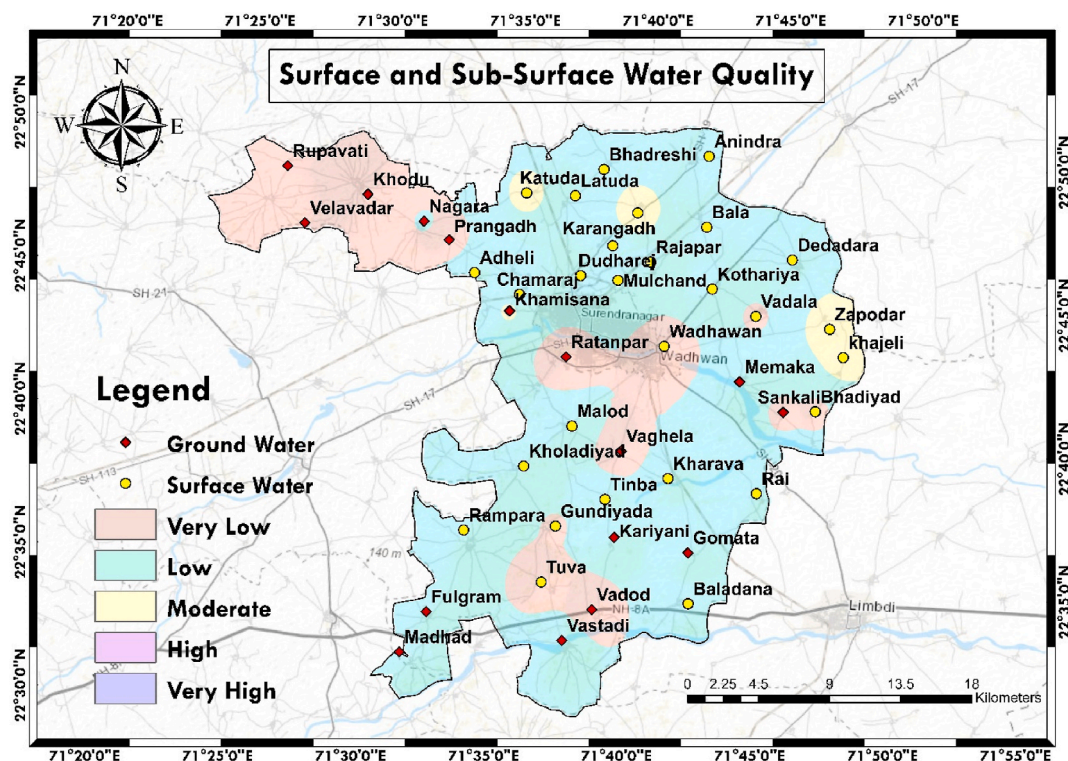 71°20'0"E 71°25'0"E 71°30'0"E 71°35'0"E 71°40'0"E 71°45'0"E 71°50'0"E
Surface and Sub-Surface Water Quality
N
W E
S
22°50'0"N
22°45'0"N
22°40'0"N
22°35'0"N
22°30'0"N
22°50'0"N
22°45'0"N
22°40'0"N
22°35'0"N
SH-17
Anindra
Rupavati
Bhadreshi
Khodu
Katuda
Latuda
Velavadar
Nagara
Bala
Prangadh
Karangadh
Rajapar
Dedadara
Adheli
Dudharej
Chamaraj
Mulchand
Kothariya
SH-21
Khamisana
Surendranagar
Vadala
Zapodar
Ratanpar
Wadhawan
Wadhwan
khajeli
Memaka
SH-17
Sankali
Bhadiyad
Malod
Vaghela
Kholadiyad
SH-113
Kharava
Rai
Tinba
Rampara
Gundiyada
Kariyani
Gomata
140 m
Tuva
Baladana
Fulgram
Vadod
NH-8A
Limbdi
Madhad
Vastadi
Legend
Ground Water
Surface Water
Very Low
Low
Moderate
High
Very High
0 2.25 4.5 9 13.5 18
Kilometers
71°20'0"E 71°25'0"E 71°30'0"E 71°35'0"E 71°40'0"E 71°45'0"E 71°50'0"E 71°55'0"E